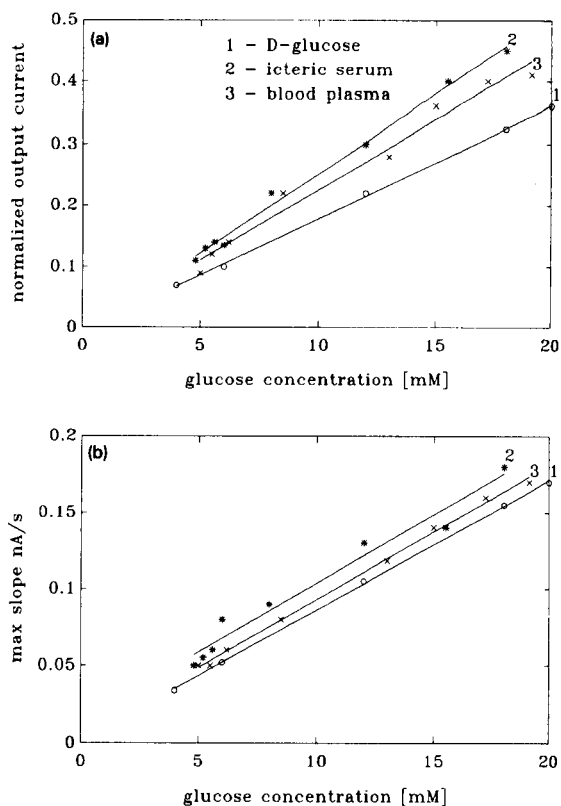 (a)
1 - D-glucose
2 - icteric serum
3 - blood plasma
2
3
1
0.5
0.4
0.3
0.2
0.1
0
normalized output current
0 5 10 15 20
glucose concentration [mM]
(b)
2
3
1
0.2
0.15
0.1
0.05
0
max slope nA/s
0 5 10 15 20
glucose concentration [mM]